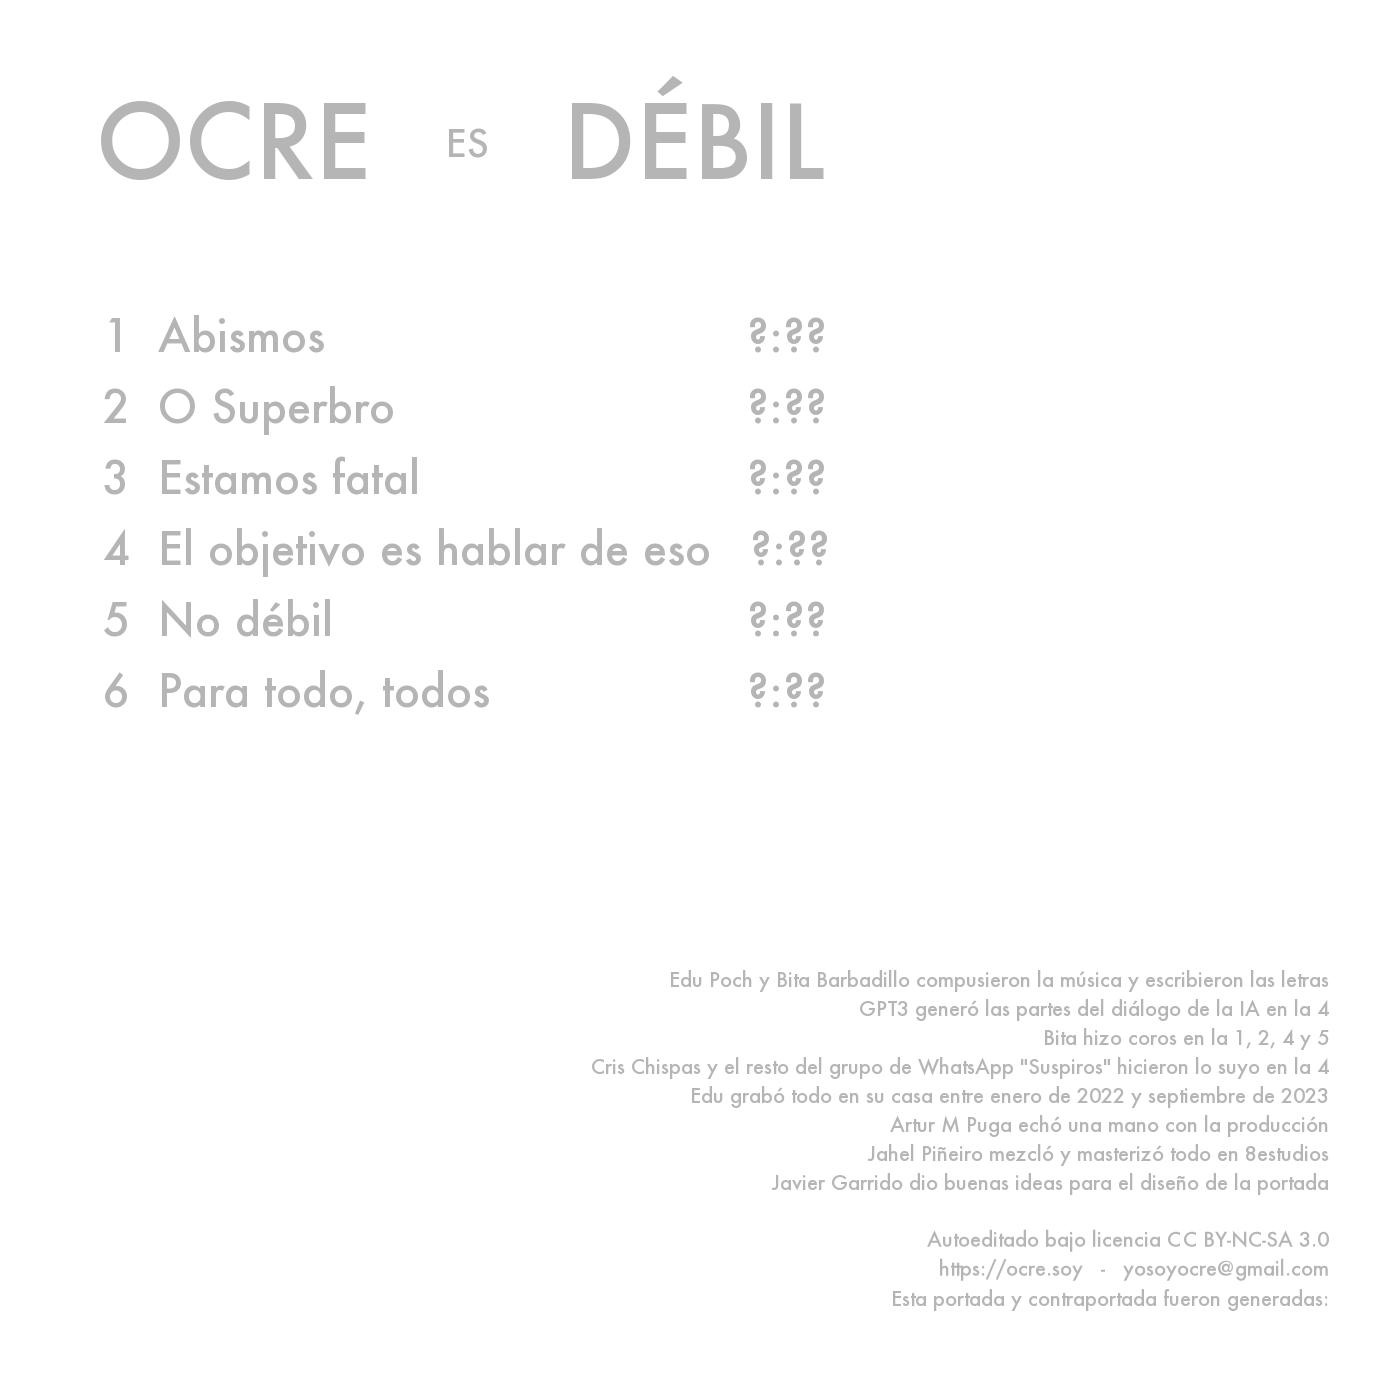 OCRE ES DÉBIL
1 Abismos ?:??
2 O Superbro ?:??
3 Estamos fatal ?:??
4 El objetivo es hablar de eso ?:??
5 No débil ?:??
6 Para todo, todos ?:??
Edu Poch y Bita Barbadillo compusieron la música y escribieron las letras
GPT3 generó las partes del diálogo de la IA en la 4
Bita hizo coros en la 1, 2, 4 y 5
Cris Chispas y el resto del grupo de WhatsApp "Suspiros" hicieron lo suyo en la 4
Edu grabó todo en su casa entre enero de 2022 y septiembre de 2023
Artur M Puga echó una mano con la producción
Jahel Piñeiro mezcló y masterizó todo en 8estudios
Javier Garrido dio buenas ideas para el diseño de la portada
Autoeditado bajo licencia CC BY-NC-SA 3.0
https://ocre.soy - yosoyocre@gmail.com
Esta portada y contraportada fueron generadas: